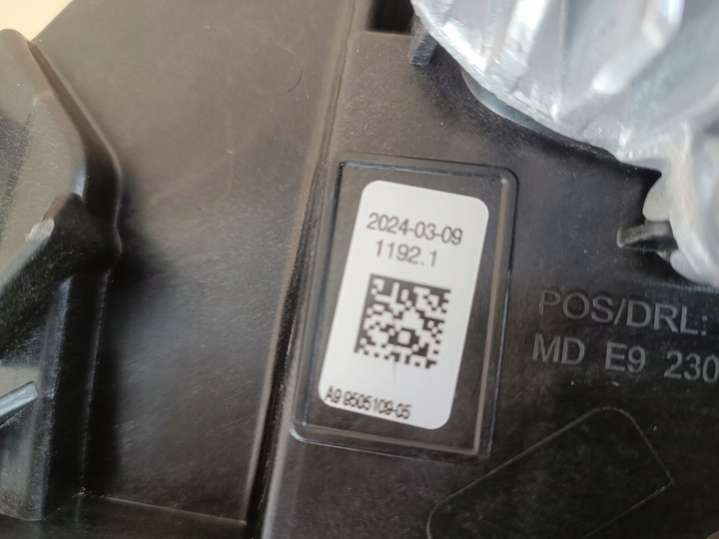 2024-03-09
1192.1
A9 9505109-05
POS/DRL:
MD E9 230